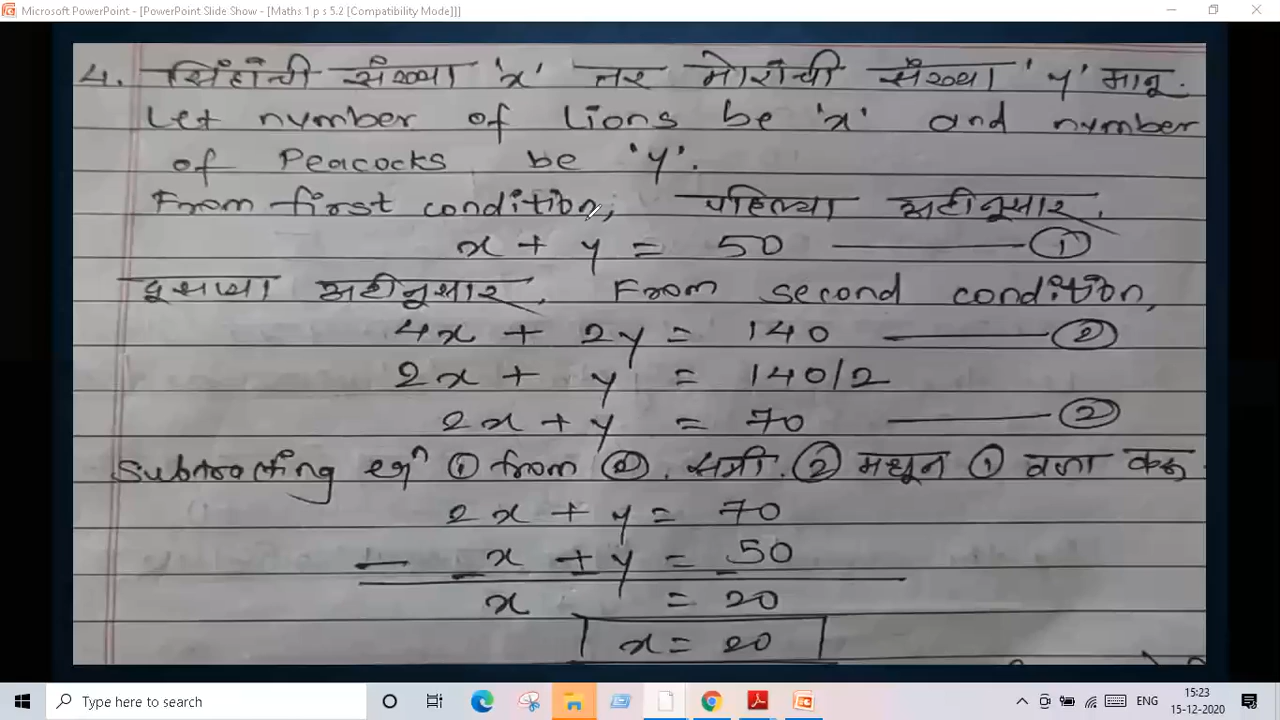 Microsoft PowerPoint - [PowerPoint Slide Show - [Maths 1 p s 5.2 [Compatibility Mode]]]
4. सिंहांची संख्या 'x' तर मोरांची संख्या 'y' मानू.
Let number of Lions be 'x' and number
of Peacocks be 'y'.
From first condition, पहिल्या अटीनुसार,
x + y = 50 ——— ①
दुसऱ्या अटीनुसार, From second condition,
4x + 2y = 140 ——— ②
2x + y = 140/2
2x + y = 70 ——— ②
Subtracting eqⁿ ① from ②. समी. ② मधून ① वजा करू
2x + y = 70
— x + y = 50
x = 20
x = 20
Type here to search
ENG
15:23
15-12-2020